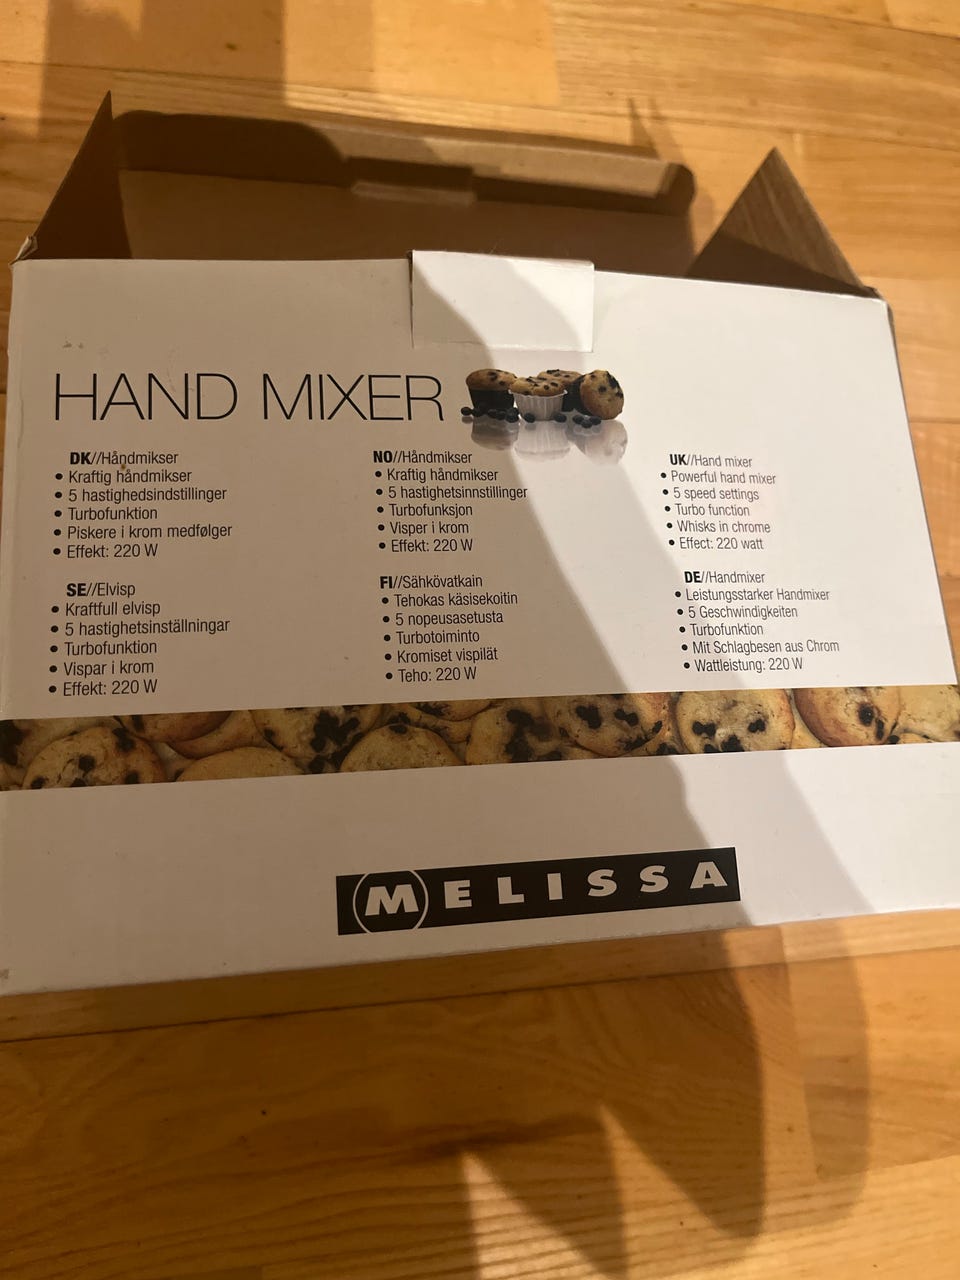 HAND MIXER
DK//Håndmikser
• Kraftig håndmikser
• 5 hastighedsindstillinger
• Turbofunktion
• Piskere i krom medfølger
• Effekt: 220 W
NO//Håndmikser
• Kraftig håndmikser
• 5 hastighetsinnstillinger
• Turbofunksjon
• Visper i krom
• Effekt: 220 W
UK//Hand mixer
• Powerful hand mixer
• 5 speed settings
• Turbo function
• Whisks in chrome
• Effect: 220 watt
SE//Elvisp
• Kraftfull elvisp
• 5 hastighetsinställningar
• Turbofunktion
• Vispar i krom
• Effekt: 220 W
FI//Sähkövatkain
• Tehokas käsisekoitin
• 5 nopeusasetusta
• Turbotoiminto
• Kromiset vispilät
• Teho: 220 W
DE//Handmixer
• Leistungsstarker Handmixer
• 5 Geschwindigkeiten
• Turbofunktion
• Mit Schlagbesen aus Chrom
• Wattleistung: 220 W
MELISSA